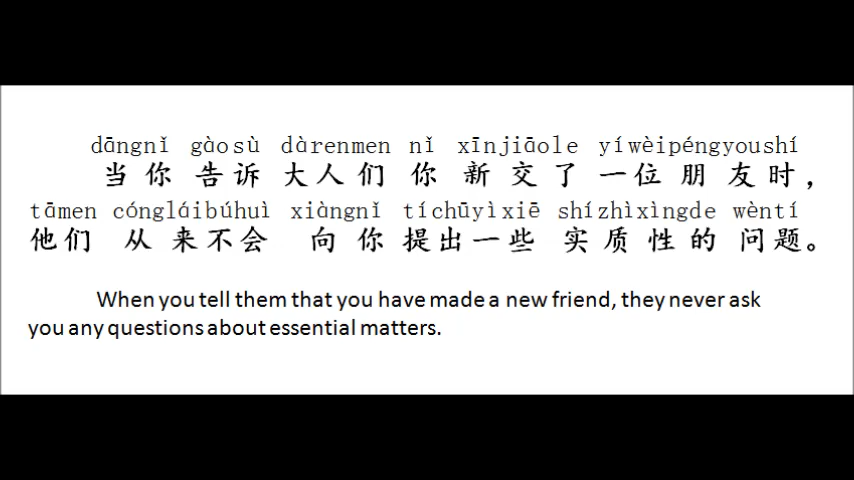 dāngnǐ gàosù dàrenmen nǐ xīnjiāole yíwèipéngyoushí
当你告诉大人们你新交了一位朋友时，
tāmen cóngláibúhuì xiàngnǐ tíchūyìxiē shízhìxìngde wèntí
他们从来不会向你提出一些实质性的问题。
When you tell them that you have made a new friend, they never ask
you any questions about essential matters.